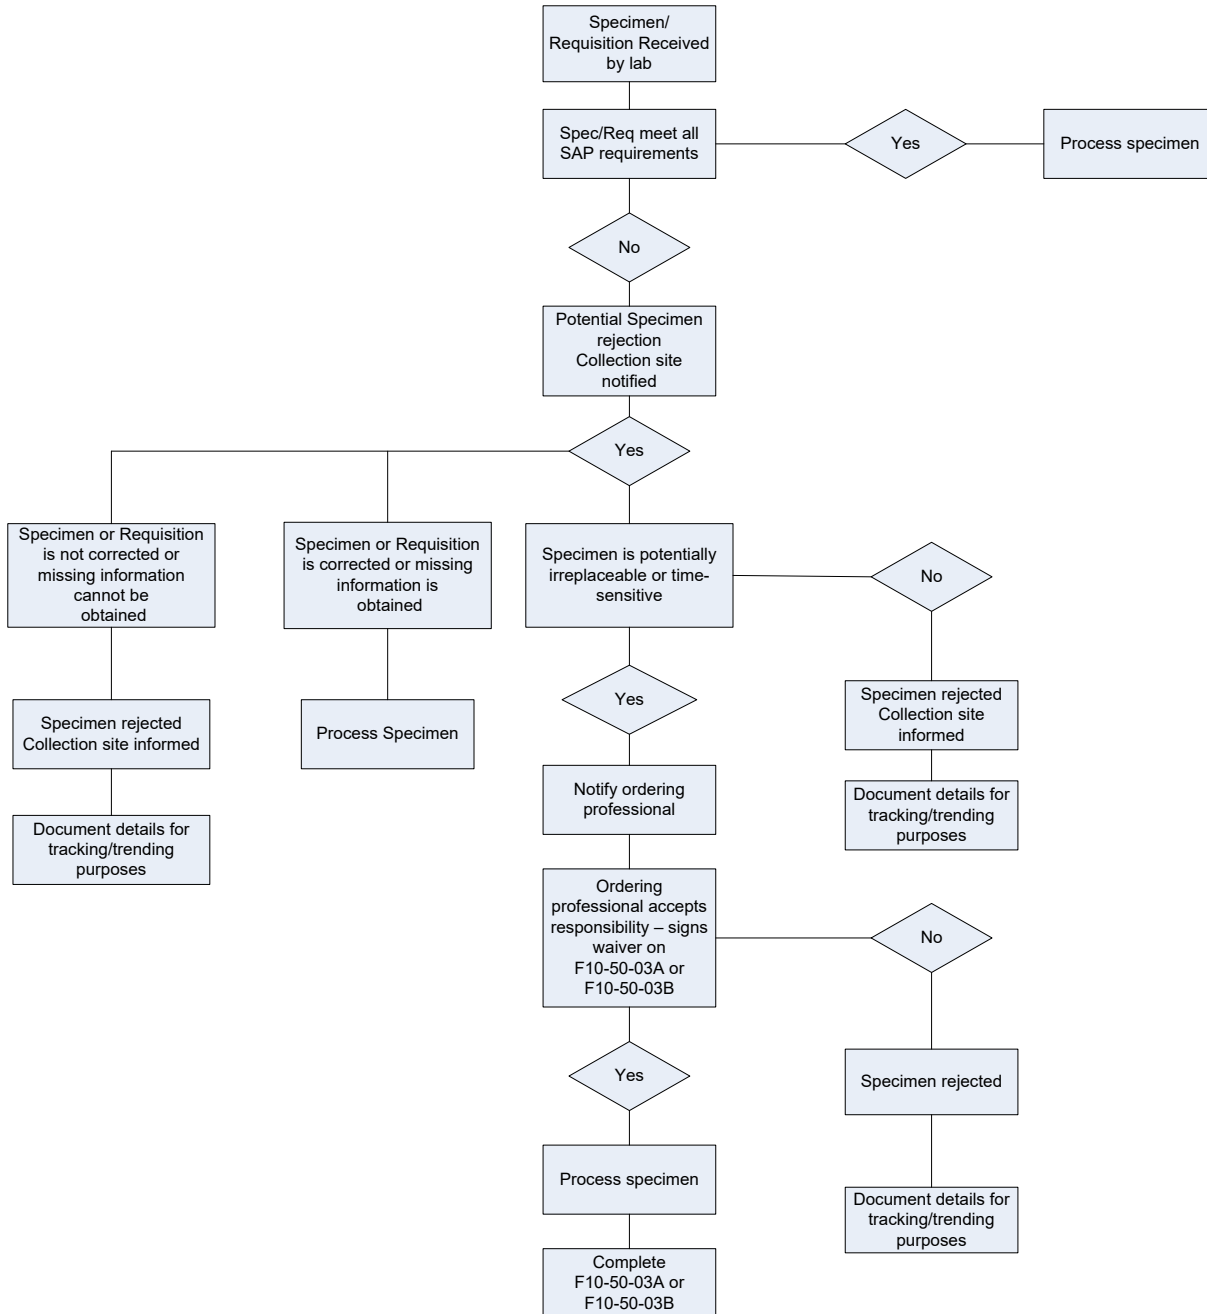 Specimen/
Requisition Received
by lab
Spec/Req meet all
SAP requirements
Yes
Process specimen
No
Potential Specimen
rejection
Collection site
notified
Yes
Specimen or Requisition
is not corrected or
missing information
cannot be
obtained
Specimen or Requisition
is corrected or missing
information is
obtained
Specimen is potentially
irreplaceable or time-
sensitive
No
Specimen rejected
Collection site informed
Process Specimen
Yes
Specimen rejected
Collection site
informed
Document details for
tracking/trending
purposes
Notify ordering
professional
Document details for
tracking/trending
purposes
Ordering
professional accepts
responsibility – signs
waiver on
F10-50-03A or
F10-50-03B
No
Yes
Specimen rejected
Process specimen
Document details for
tracking/trending
purposes
Complete
F10-50-03A or
F10-50-03B